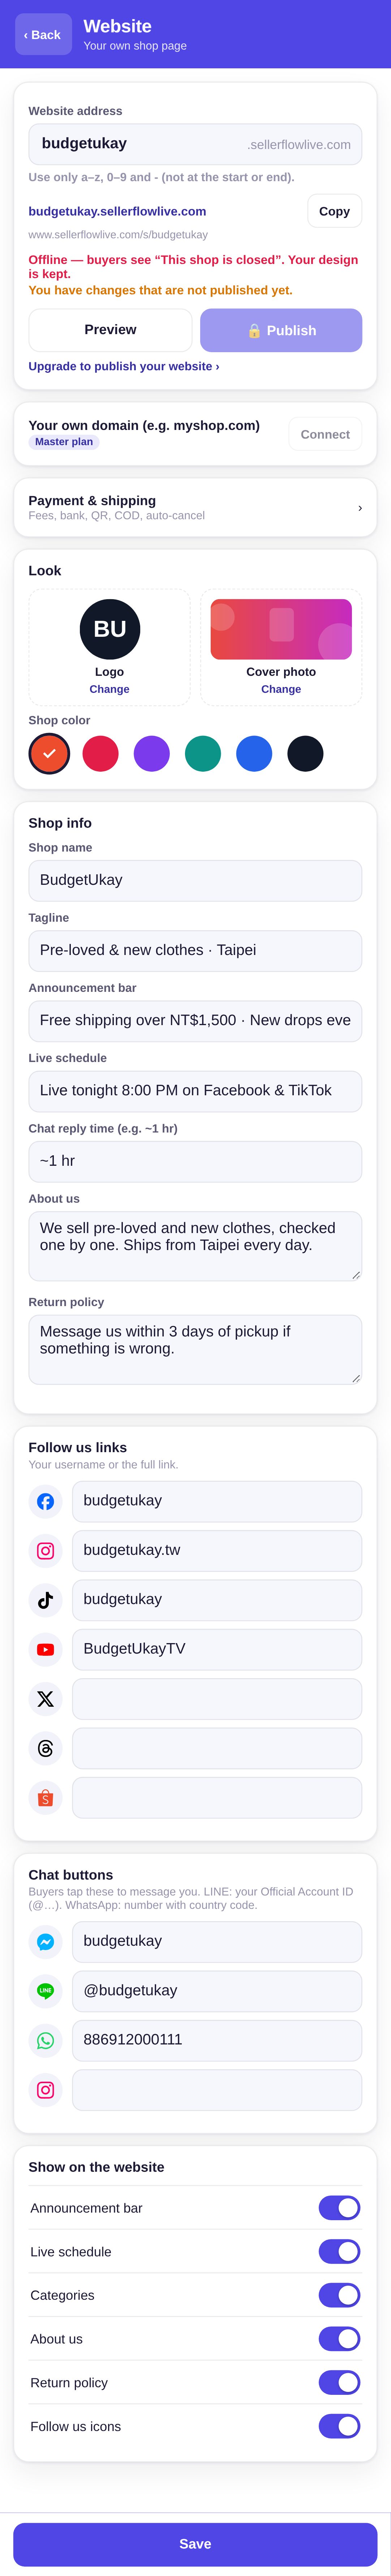 ‹ Back
Website
Your own shop page
Website address
budgetukay
.sellerflowlive.com
Use only a–z, 0–9 and - (not at the start or end).
budgetukay.sellerflowlive.com
Copy
www.sellerflowlive.com/s/budgetukay
Offline — buyers see “This shop is closed”. Your design
is kept.
You have changes that are not published yet.
Preview
Publish
Upgrade to publish your website ›
Your own domain (e.g. myshop.com)
Master plan
Connect
Payment & shipping
Fees, bank, QR, COD, auto-cancel
›
Look
BU
Logo
Change
Cover photo
Change
Shop color
Shop info
Shop name
BudgetUkay
Tagline
Pre-loved & new clothes · Taipei
Announcement bar
Free shipping over NT$1,500 · New drops eve
Live schedule
Live tonight 8:00 PM on Facebook & TikTok
Chat reply time (e.g. ~1 hr)
~1 hr
About us
We sell pre-loved and new clothes, checked
one by one. Ships from Taipei every day.
Return policy
Message us within 3 days of pickup if
something is wrong.
Follow us links
Your username or the full link.
budgetukay
budgetukay.tw
budgetukay
BudgetUkayTV
Chat buttons
Buyers tap these to message you. LINE: your Official Account ID
(@…). WhatsApp: number with country code.
budgetukay
LINE
@budgetukay
886912000111
Show on the website
Announcement bar
Live schedule
Categories
About us
Return policy
Follow us icons
Save